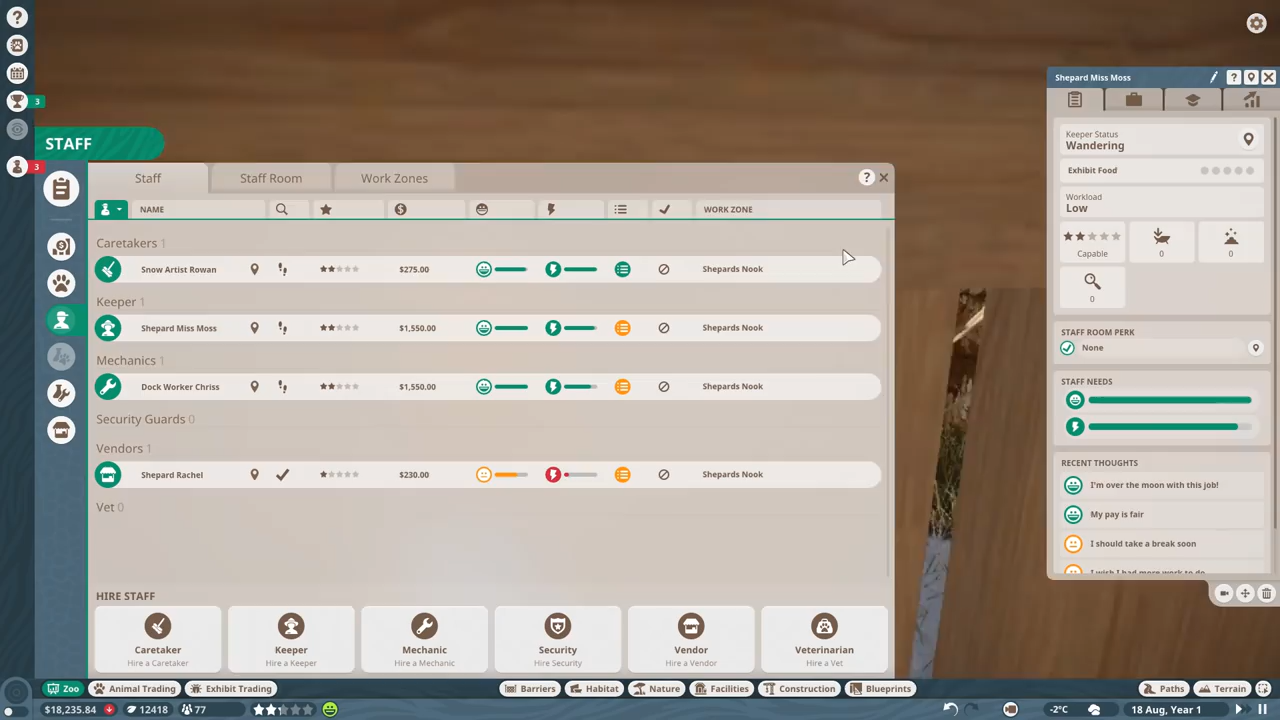 ?
3
STAFF
3
Staff
Staff Room
Work Zones
?
NAME
WORK ZONE
Caretakers 1
Snow Artist Rowan
$275.00
Shepards Nook
Keeper 1
Shepard Miss Moss
$1,550.00
Shepards Nook
Mechanics 1
Dock Worker Chriss
$1,550.00
Shepards Nook
Security Guards 0
Vendors 1
Shepard Rachel
$230.00
Shepards Nook
Vet 0
HIRE STAFF
Caretaker
Hire a Caretaker
Keeper
Hire a Keeper
Mechanic
Hire a Mechanic
Security
Hire Security
Vendor
Hire a Vendor
Veterinarian
Hire a Vet
Shepard Miss Moss
?
Keeper Status
Wandering
Exhibit Food
Workload
Low
Capable
0
0
0
STAFF ROOM PERK
None
STAFF NEEDS
RECENT THOUGHTS
I'm over the moon with this job!
My pay is fair
I should take a break soon
I wish I had more work to do
Zoo
Animal Trading
Exhibit Trading
Barriers
Habitat
Nature
Facilities
Construction
Blueprints
Paths
Terrain
$18,235.84
12418
77
-2°C
18 Aug, Year 1